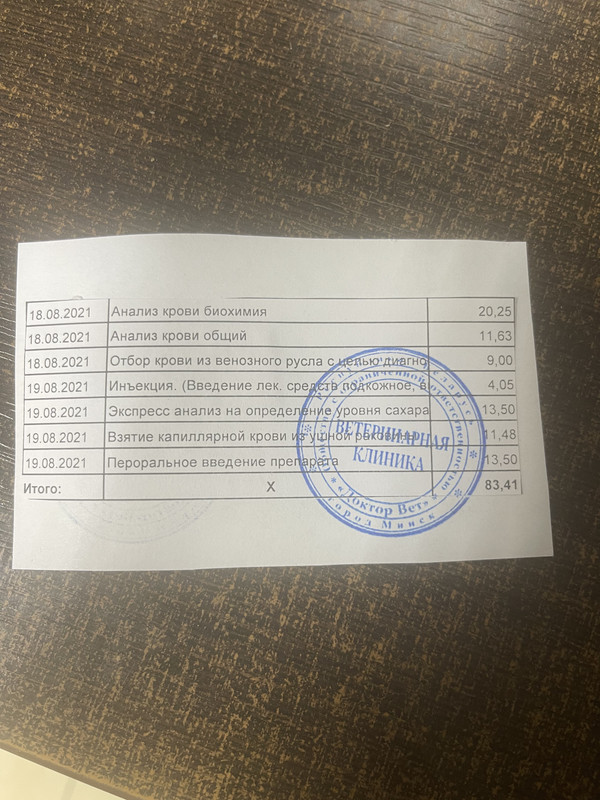 18.08.2021 Анализ крови биохимия 20,25
18.08.2021 Анализ крови общий 11,63
18.08.2021 Отбор крови из венозного русла с целью диагно 9,00
19.08.2021 Инъекция. (Введение лек. средств подкожное, в 4,05
19.08.2021 Экспресс анализ на определение уровня сахара 13,50
19.08.2021 Взятие капиллярной крови из ушной раковины 11,48
19.08.2021 Пероральное введение препарата 13,50
Итого: X 83,41
ограниченной ответственностью
ВЕТЕРИНАРНАЯ
КЛИНИКА
«Доктор Вет»
город Минск